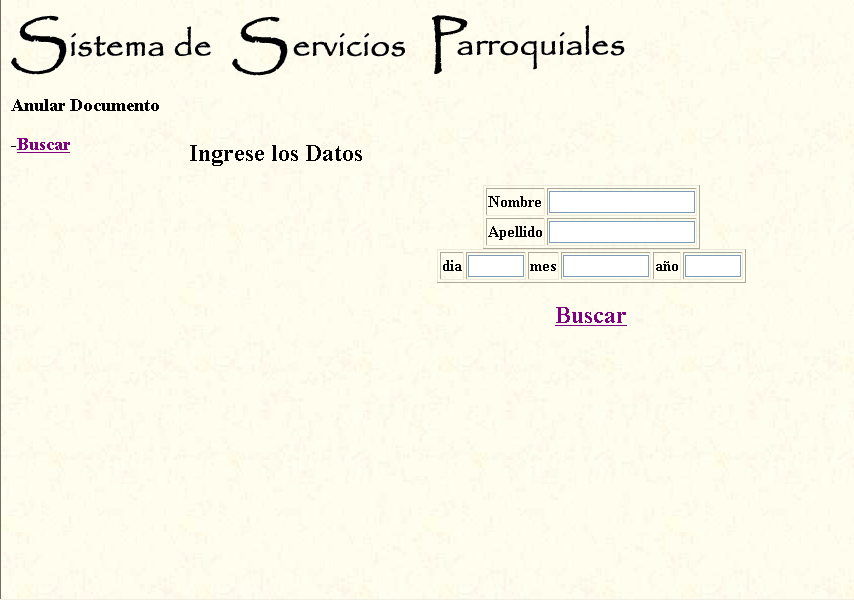 Sistema de Servicios Parroquiales
Anular Documento
-Buscar
Ingrese los Datos
Nombre
Apellido
dia mes año
Buscar